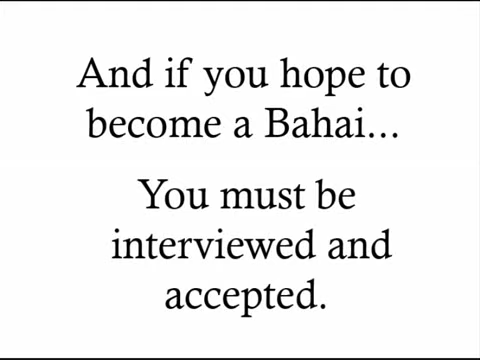 And if you hope to
become a Bahai...
You must be
interviewed and
accepted.